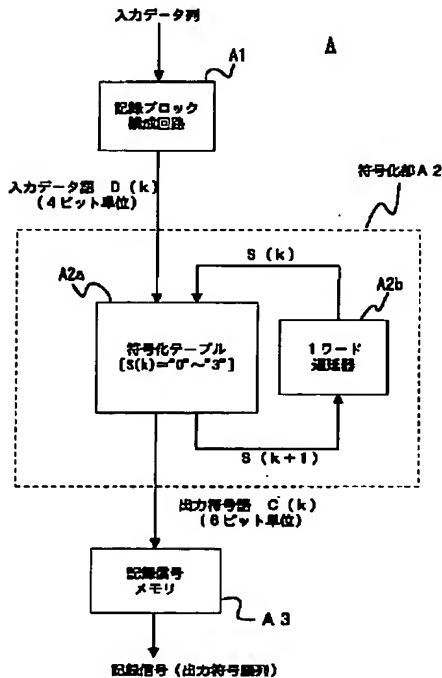 入力データ列
A
A1
記録ブロック
構成回路
符号化部A2
入力データ語 D(k)
(4ビット単位)
S(k)
A2a
A2b
符号化テーブル
[S(k)="0"~"3"]
1ワード
遅延器
S(k+1)
出力符号語 C(k)
(6ビット単位)
記録信号
メモリ
A3
記録信号(出力符号語列)